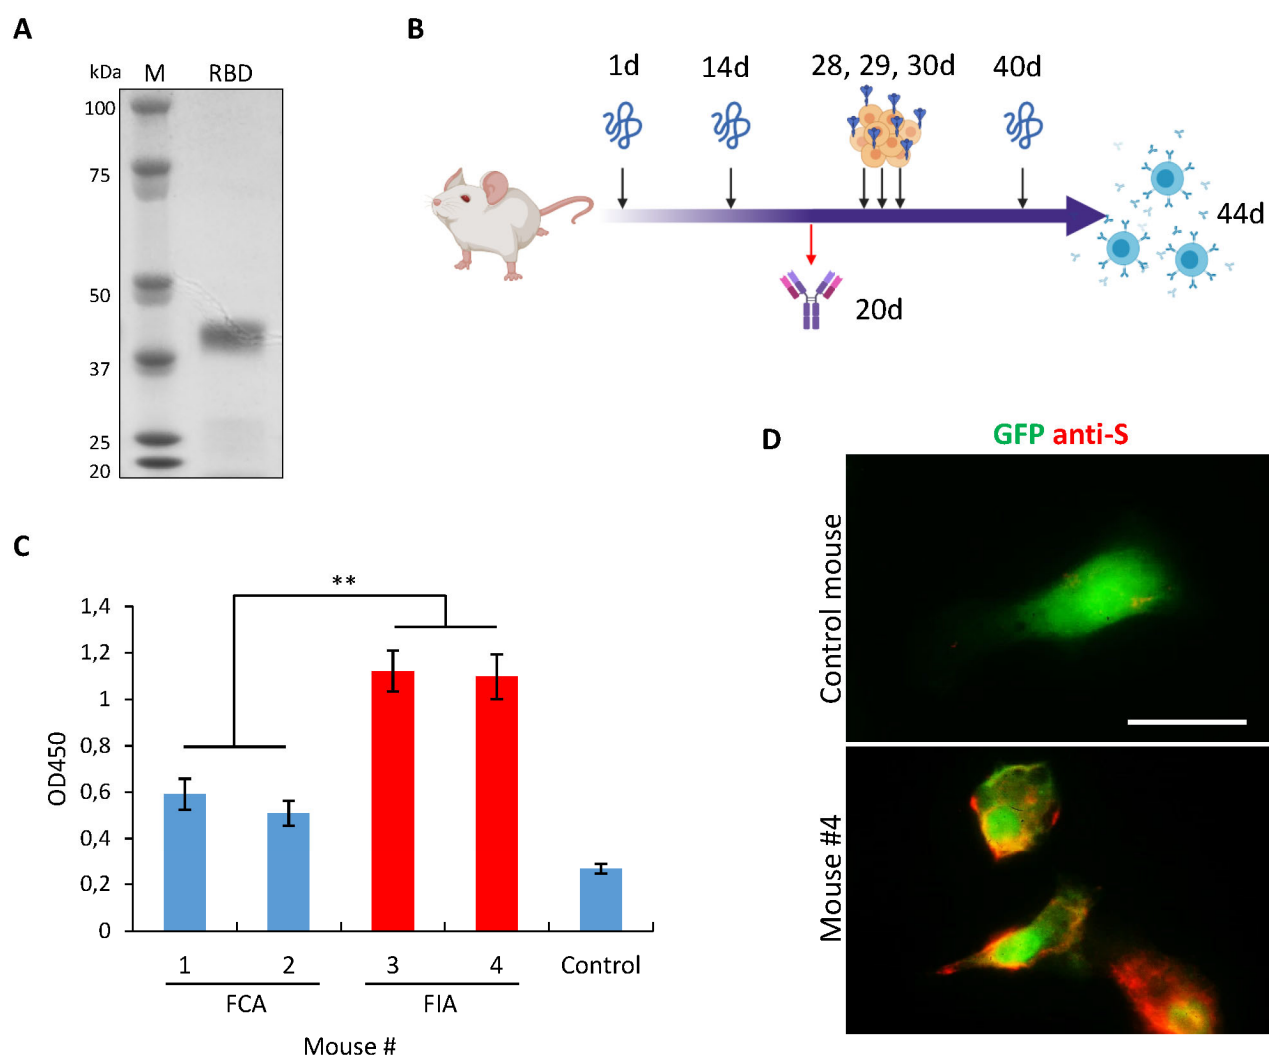 A
kDa M RBD
100
75
50
37
25
20
B
1d 14d 28, 29, 30d 40d
44d
20d
C
**
OD450
1,4
1,2
1
0,8
0,6
0,4
0,2
0
1 2 3 4 Control
FCA FIA
Mouse #
D
GFP anti-S
Control mouse
Mouse #4